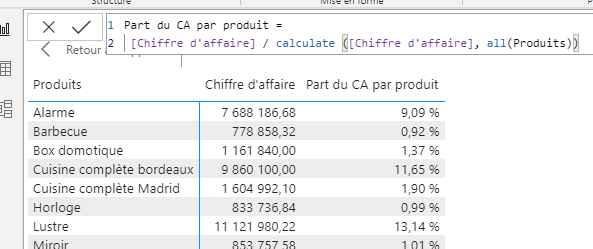 Structure
Mise en forme
1 Part du CA par produit =
2 [Chiffre d'affaire] / calculate ([Chiffre d'affaire], all(Produits))
Retour
Produits Chiffre d'affaire Part du CA par produit
Alarme 7 688 186,68 9,09 %
Barbecue 778 858,32 0,92 %
Box domotique 1 161 840,00 1,37 %
Cuisine complète bordeaux 9 860 100,00 11,65 %
Cuisine complète Madrid 1 604 992,10 1,90 %
Horloge 833 736,84 0,99 %
Lustre 11 121 980,22 13,14 %
Miroir 853 757,58 1,01 %